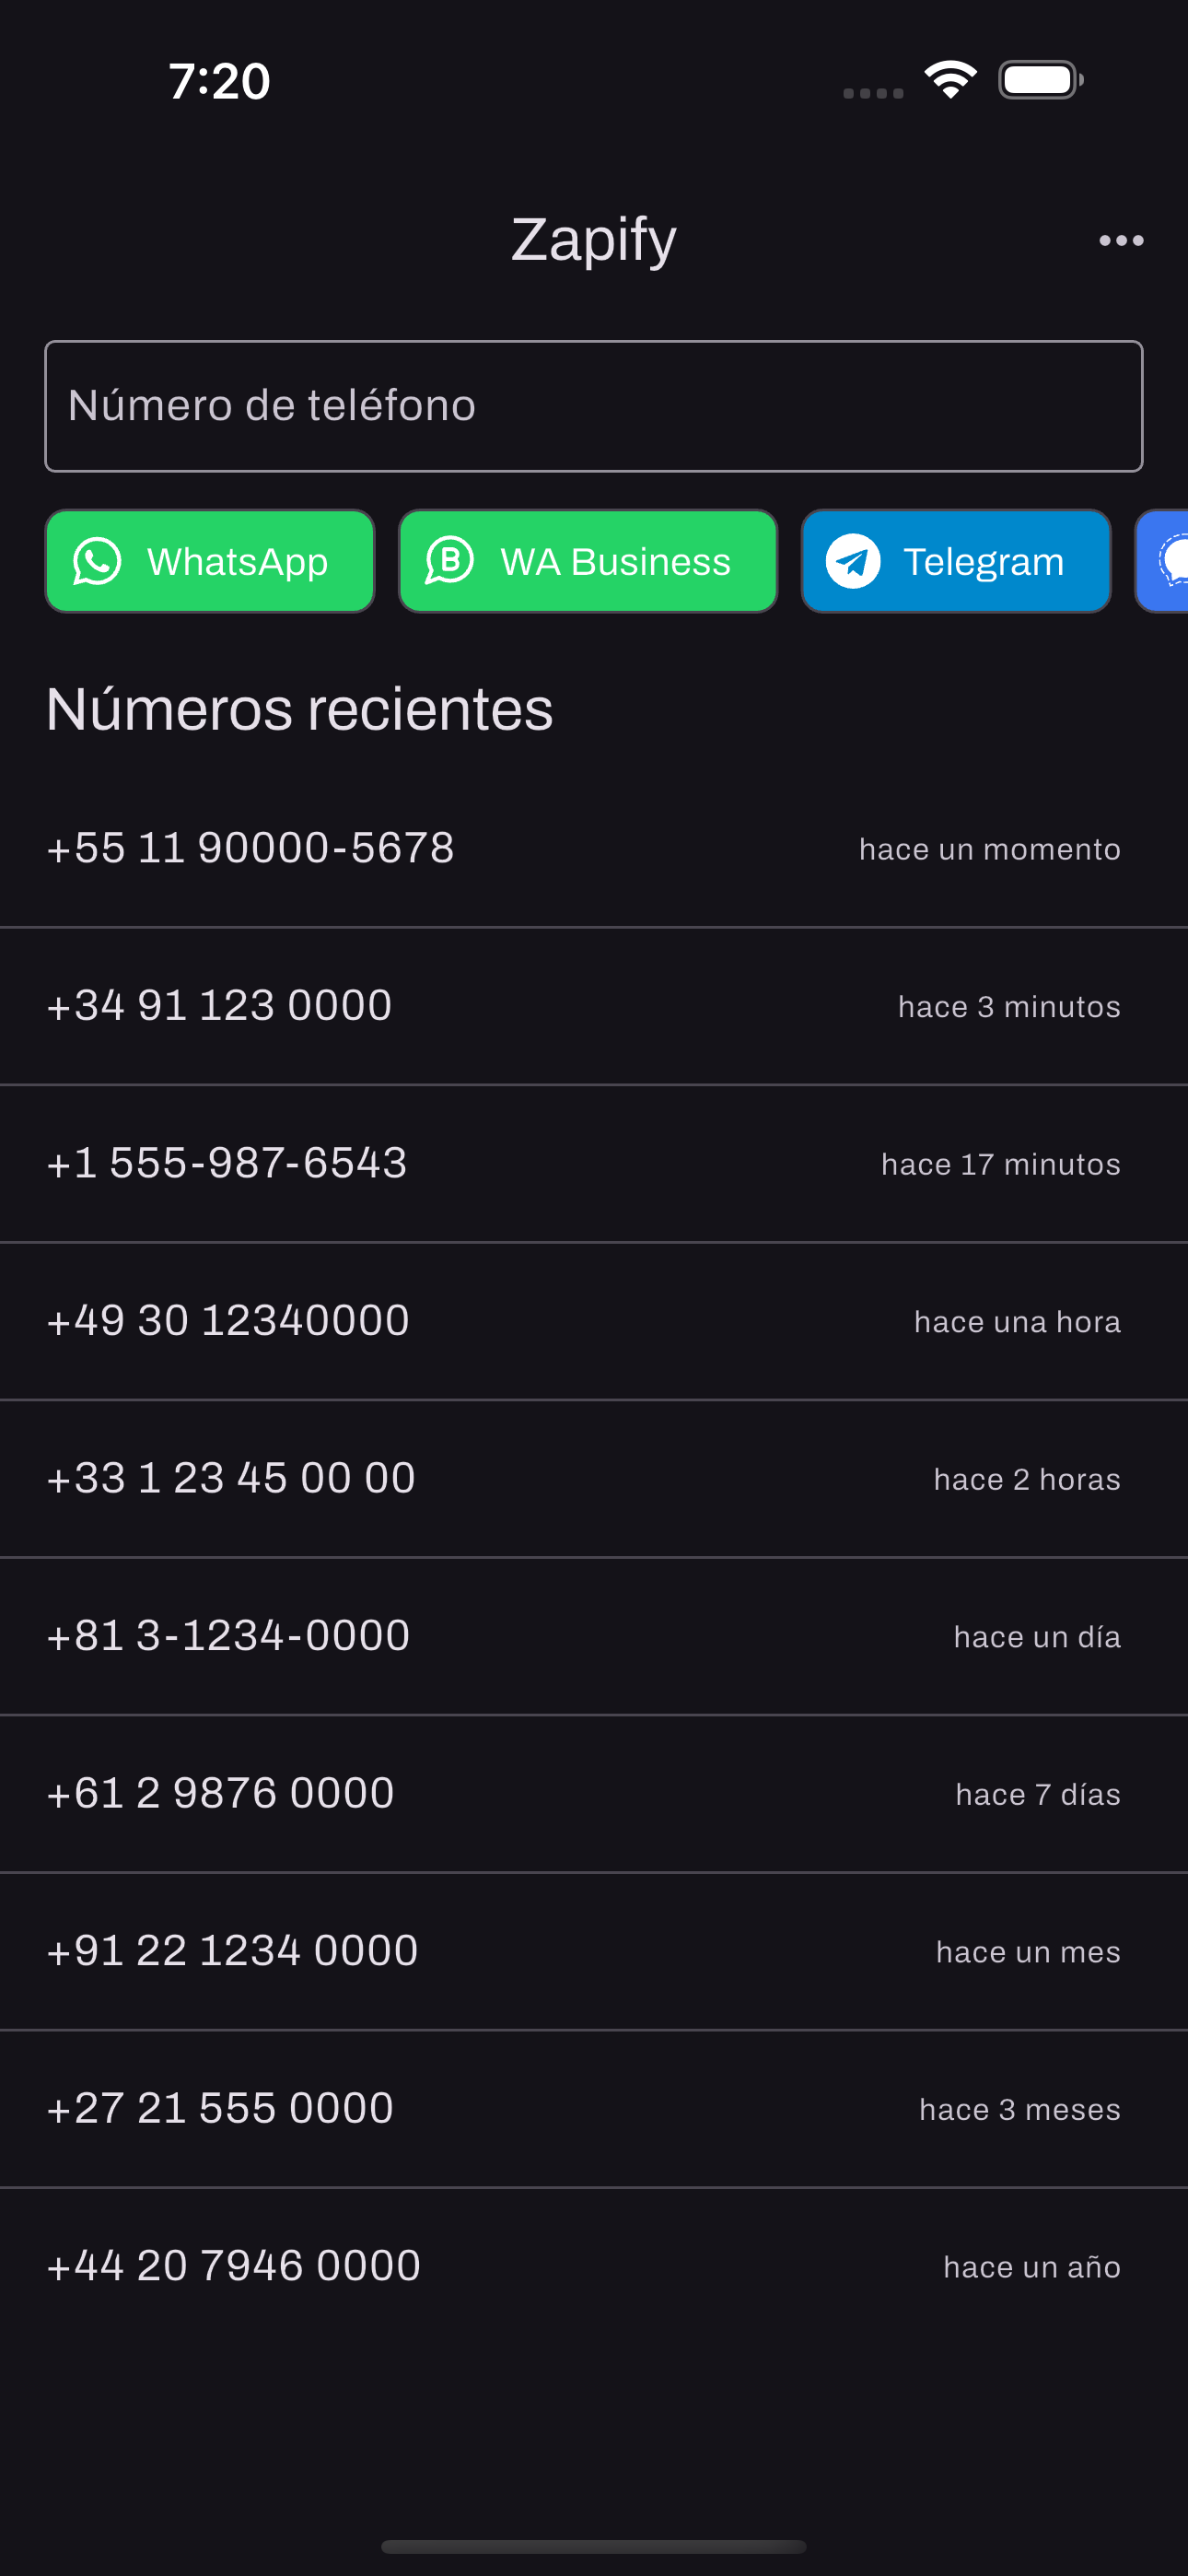 7:20
Zapify
Número de teléfono
WhatsApp WA Business Telegram
Números recientes
+55 11 90000-5678 hace un momento
+34 91 123 0000 hace 3 minutos
+1 555-987-6543 hace 17 minutos
+49 30 12340000 hace una hora
+33 1 23 45 00 00 hace 2 horas
+81 3-1234-0000 hace un día
+61 2 9876 0000 hace 7 días
+91 22 1234 0000 hace un mes
+27 21 555 0000 hace 3 meses
+44 20 7946 0000 hace un año